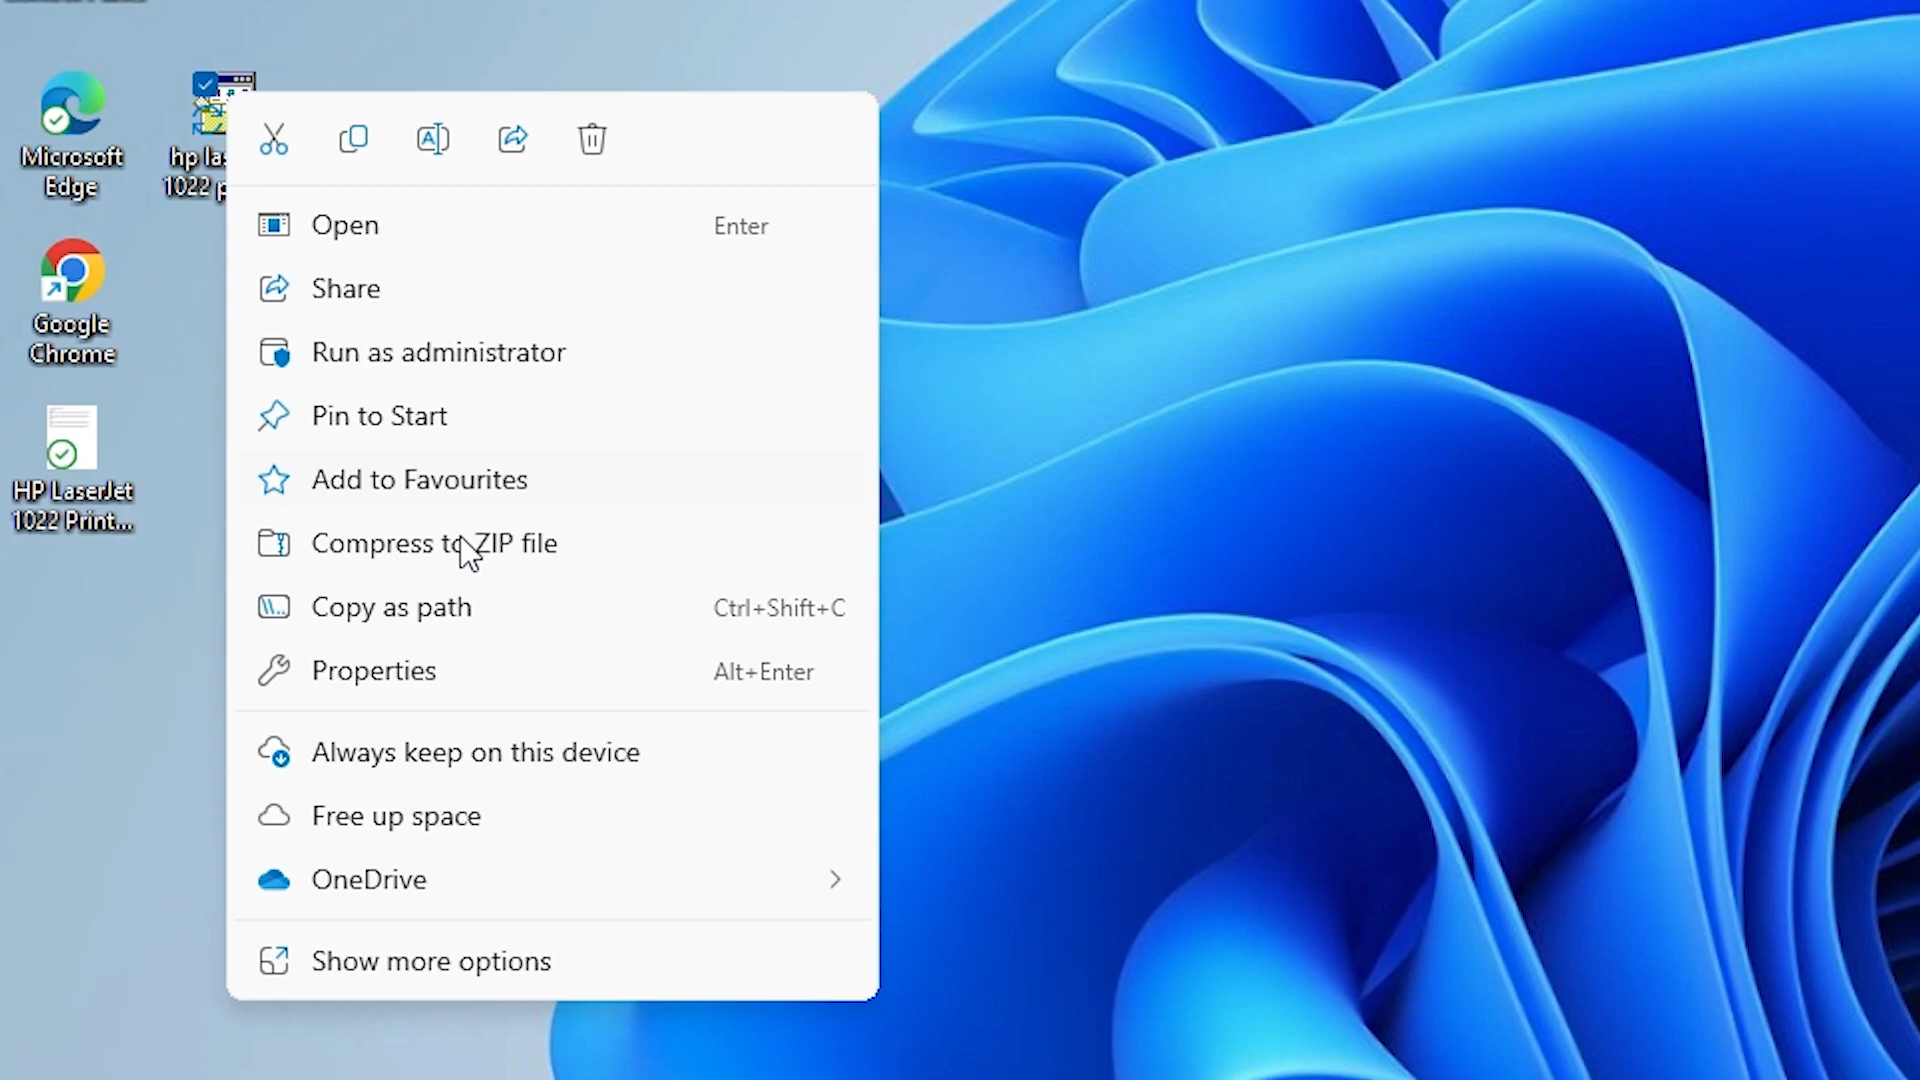 Microsoft
Edge
hp las
1022 p
Google
Chrome
HP LaserJet
1022 Print...
Open Enter
Share
Run as administrator
Pin to Start
Add to Favourites
Compress to ZIP file
Copy as path Ctrl+Shift+C
Properties Alt+Enter
Always keep on this device
Free up space
OneDrive
Show more options